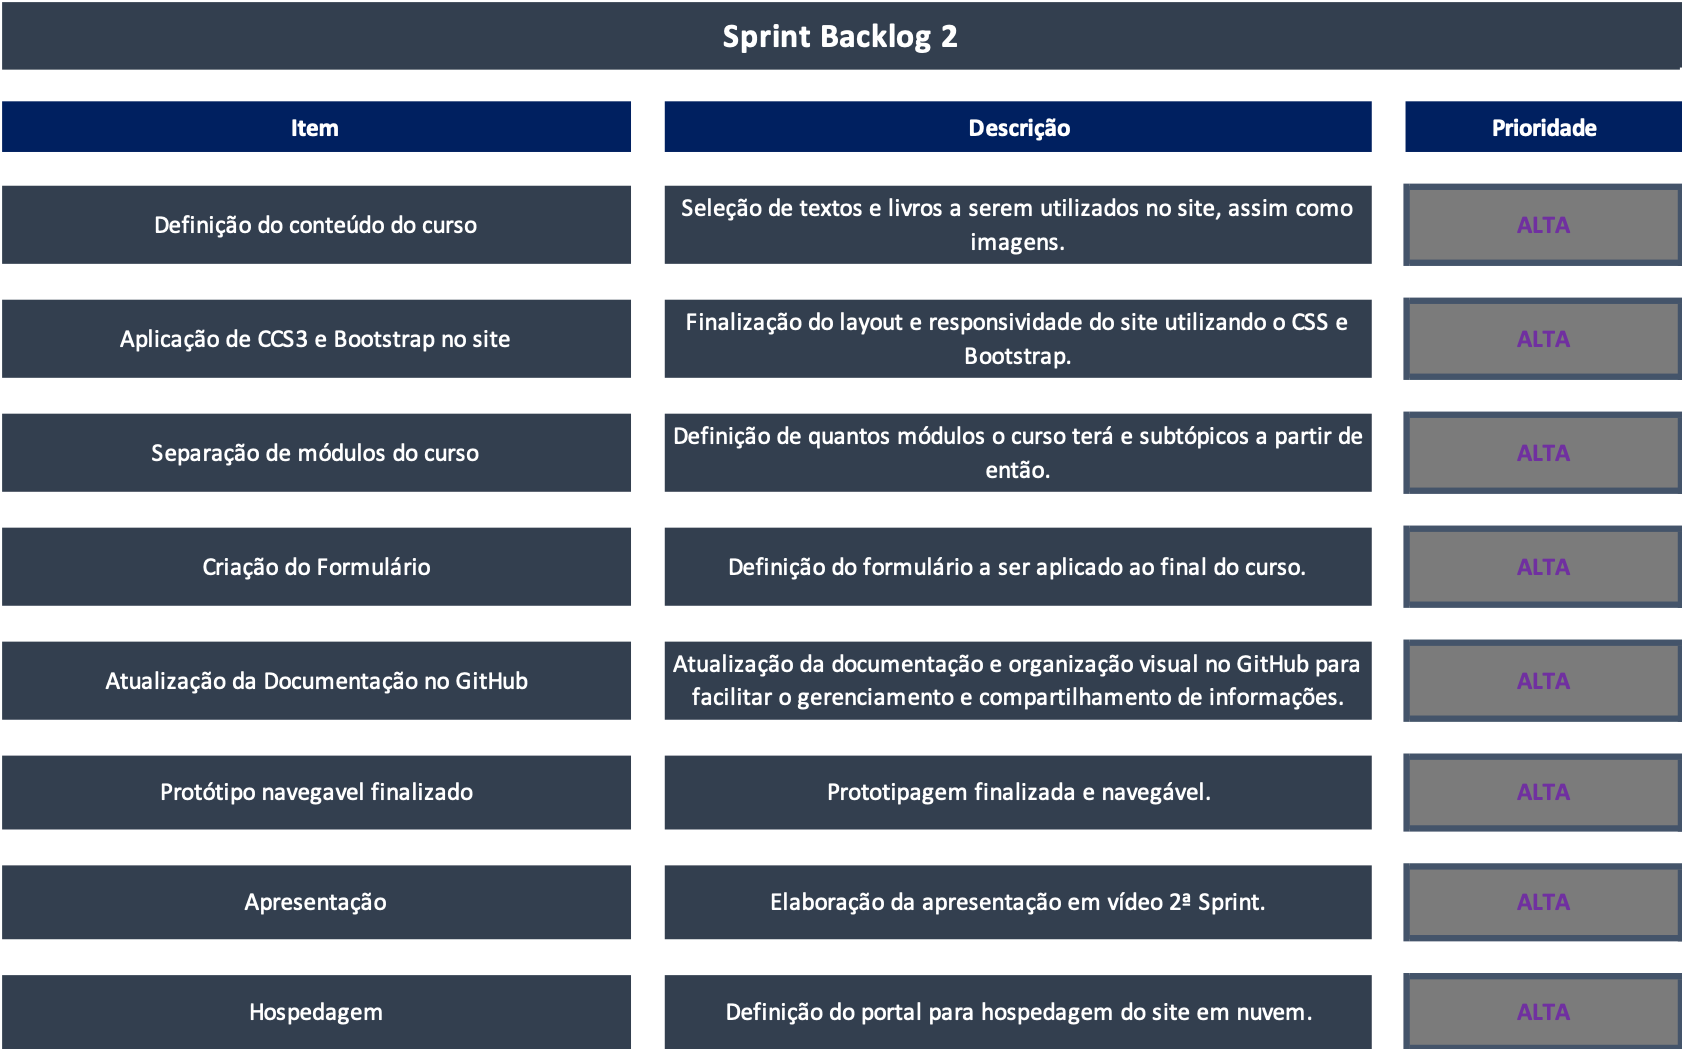 Sprint Backlog 2
Item
Descrição
Prioridade
Definição do conteúdo do curso
Seleção de textos e livros a serem utilizados no site, assim como
imagens.
ALTA
Aplicação de CCS3 e Bootstrap no site
Finalização do layout e responsividade do site utilizando o CSS e
Bootstrap.
ALTA
Separação de módulos do curso
Definição de quantos módulos o curso terá e subtópicos a partir de
então.
ALTA
Criação do Formulário
Definição do formulário a ser aplicado ao final do curso.
ALTA
Atualização da Documentação no GitHub
Atualização da documentação e organização visual no GitHub para
facilitar o gerenciamento e compartilhamento de informações.
ALTA
Protótipo navegavel finalizado
Prototipagem finalizada e navegável.
ALTA
Apresentação
Elaboração da apresentação em vídeo 2ª Sprint.
ALTA
Hospedagem
Definição do portal para hospedagem do site em nuvem.
ALTA